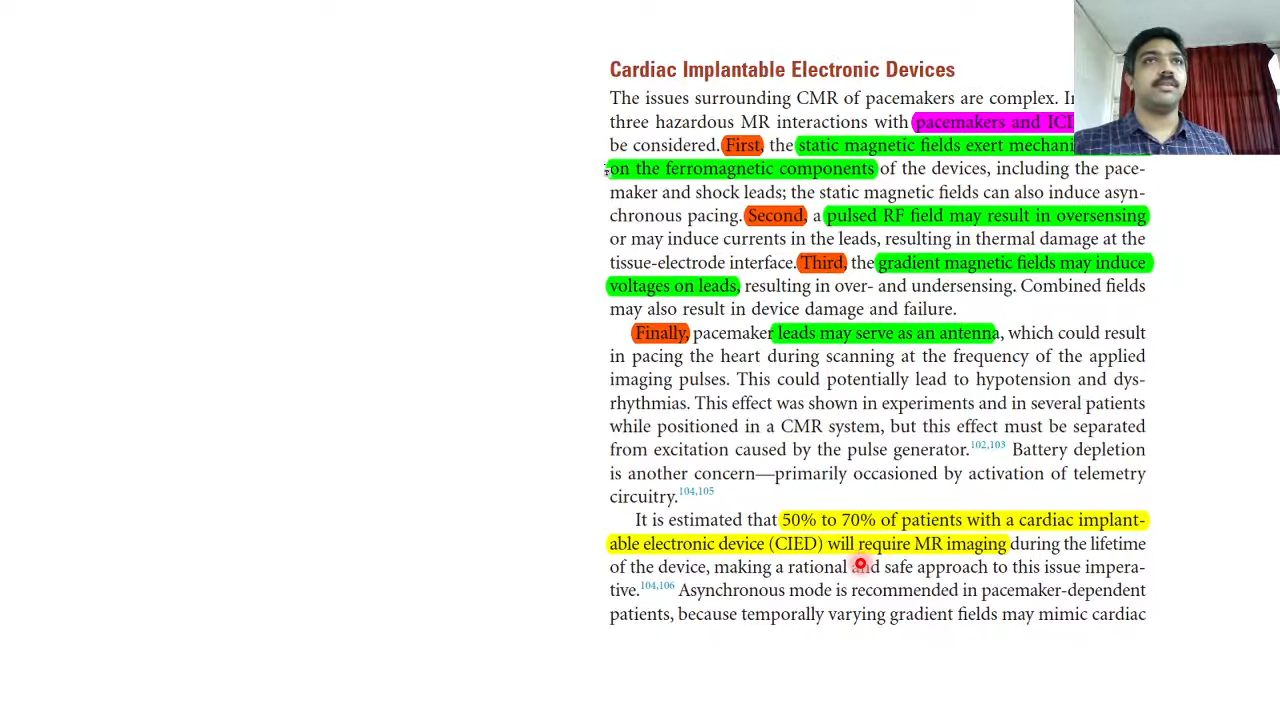 Cardiac Implantable Electronic Devices
The issues surrounding CMR of pacemakers are complex. In
three hazardous MR interactions with pacemakers and ICD
be considered. First, the static magnetic fields exert mechani
on the ferromagnetic components of the devices, including the pace-
maker and shock leads; the static magnetic fields can also induce asyn-
chronous pacing. Second, a pulsed RF field may result in oversensing
or may induce currents in the leads, resulting in thermal damage at the
tissue-electrode interface. Third, the gradient magnetic fields may induce
voltages on leads, resulting in over- and undersensing. Combined fields
may also result in device damage and failure.
Finally, pacemaker leads may serve as an antenna, which could result
in pacing the heart during scanning at the frequency of the applied
imaging pulses. This could potentially lead to hypotension and dys-
rhythmias. This effect was shown in experiments and in several patients
while positioned in a CMR system, but this effect must be separated
from excitation caused by the pulse generator.102,103 Battery depletion
is another concern—primarily occasioned by activation of telemetry
circuitry.104,105
It is estimated that 50% to 70% of patients with a cardiac implant-
able electronic device (CIED) will require MR imaging during the lifetime
of the device, making a rational and safe approach to this issue impera-
tive.104,106 Asynchronous mode is recommended in pacemaker-dependent
patients, because temporally varying gradient fields may mimic cardiac